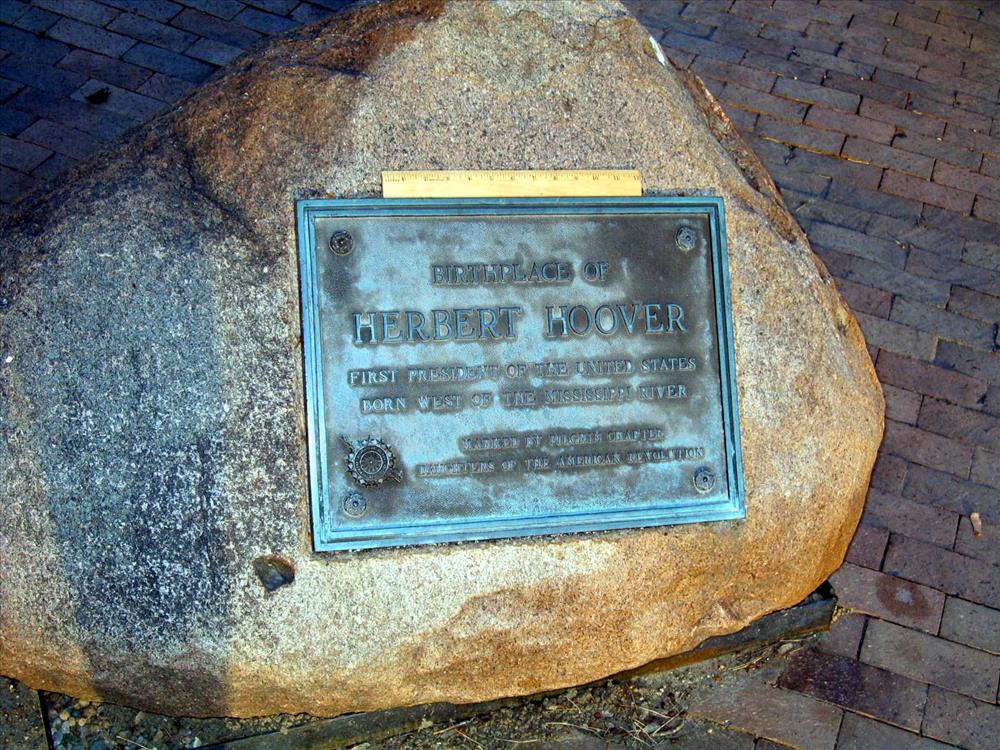 BIRTHPLACE OF
HERBERT HOOVER
FIRST PRESIDENT OF THE UNITED STATES
BORN WEST OF THE MISSISSIPPI RIVER
MARKED BY PILGRIM CHAPTER
DAUGHTERS OF THE AMERICAN REVOLUTION